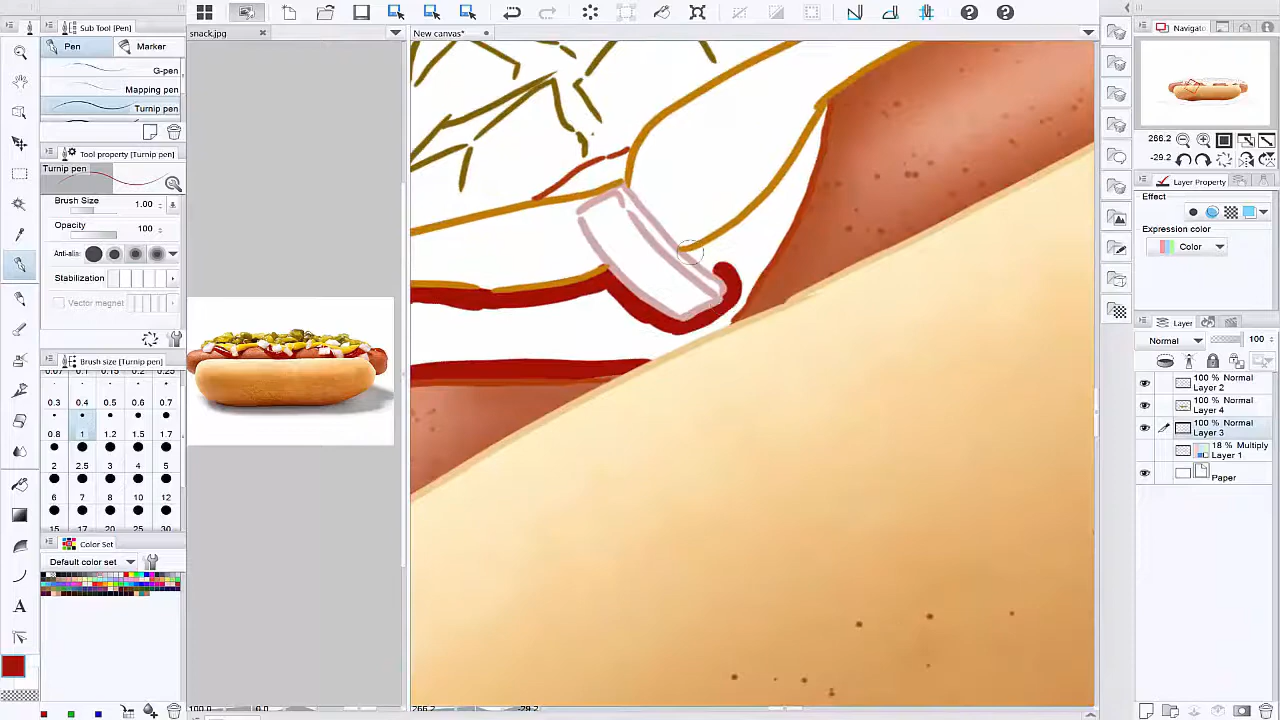 Sub Tool [Pen]
Pen
Marker
G-pen
Mapping pen
Turnip pen
Tool property [Turnip pen]
Turnip pen
Brush Size 1.00
Opacity 100
Anti-alia:
Stabilization
Vector magnet
Brush size [Turnip pen]
0.3 0.4 0.5 0.6 0.7
0.8 1 1.2 1.5 1.7
2 2.5 3 4 5
6 7 8 10 12
15 17 20 25 30
Color Set
Default color set
A
snack.jpg
New canvas*
Navigato
266.2
-29.2
Layer Property
Effect
Expression color
Color
Layer
Normal 100
100 % Normal
Layer 2
100 % Normal
Layer 4
100 % Normal
Layer 3
18 % Multiply
Layer 1
Paper